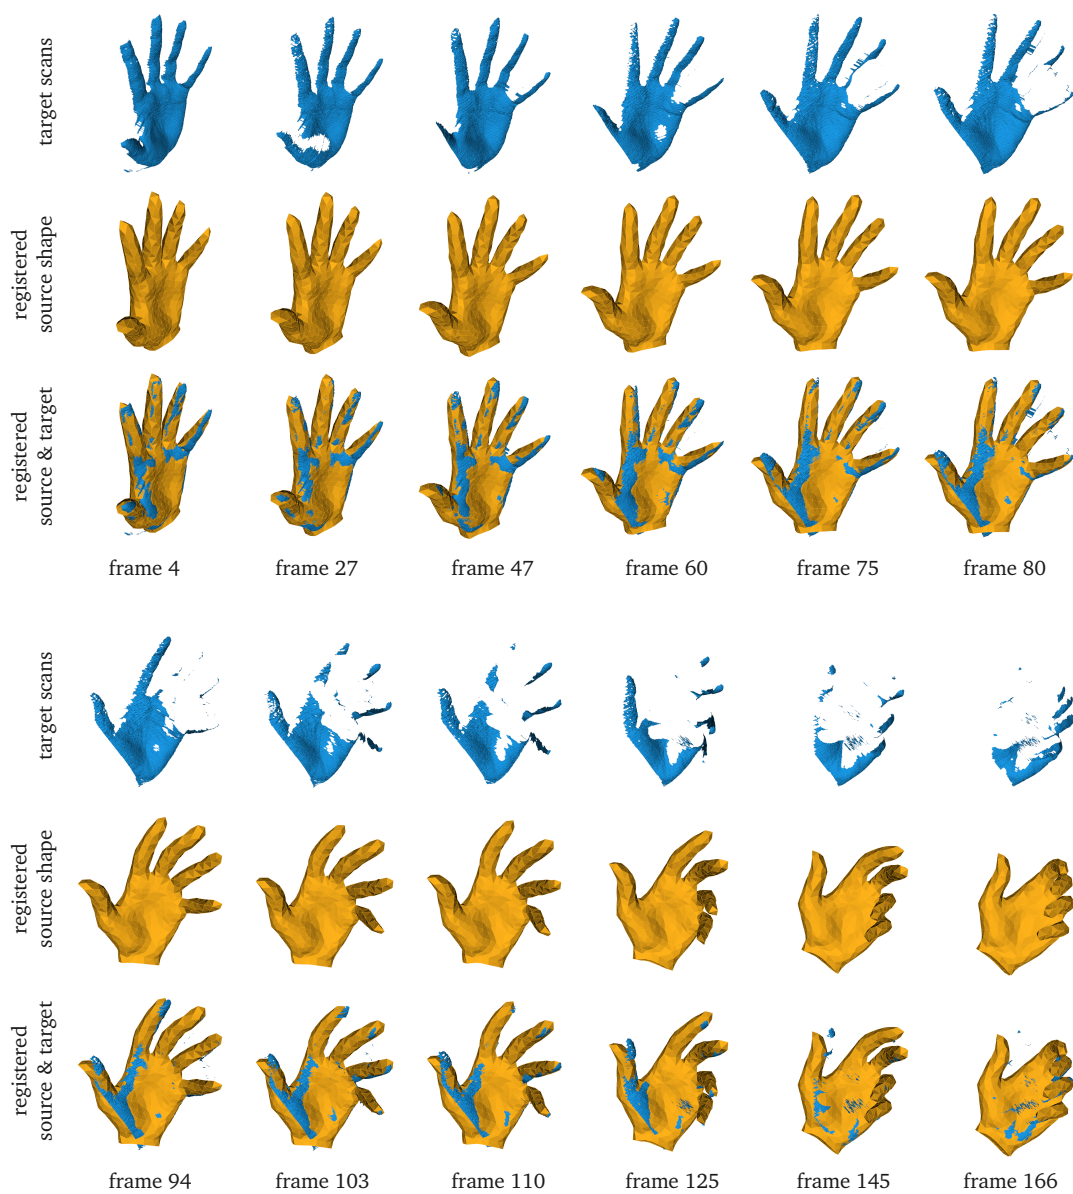 target scans
registered
source shape
registered
source & target
frame 4
frame 27
frame 47
frame 60
frame 75
frame 80
target scans
registered
source shape
registered
source & target
frame 94
frame 103
frame 110
frame 125
frame 145
frame 166